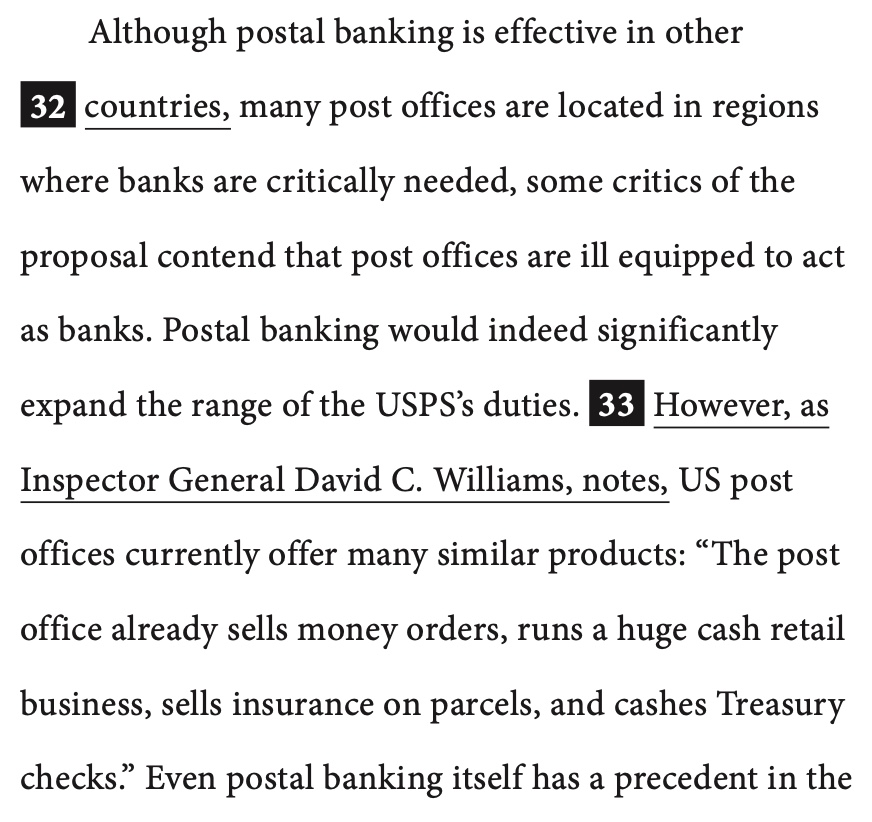 Although postal banking is effective in other
32 countries, many post offices are located in regions
where banks are critically needed, some critics of the
proposal contend that post offices are ill equipped to act
as banks. Postal banking would indeed significantly
expand the range of the USPS’s duties. 33 However, as
Inspector General David C. Williams, notes, US post
offices currently offer many similar products: “The post
office already sells money orders, runs a huge cash retail
business, sells insurance on parcels, and cashes Treasury
checks.” Even postal banking itself has a precedent in the